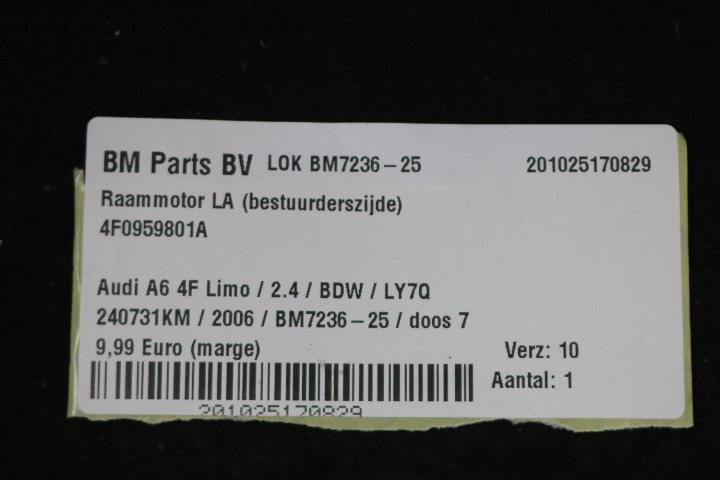 BM Parts BV LOK BM7236-25 201025170829
Raammotor LA (bestuurderszijde)
4F0959801A
Audi A6 4F Limo / 2.4 / BDW / LY7Q
240731KM / 2006 / BM7236-25 / doos 7
9,99 Euro (marge) Verz: 10
Aantal: 1
201025170829